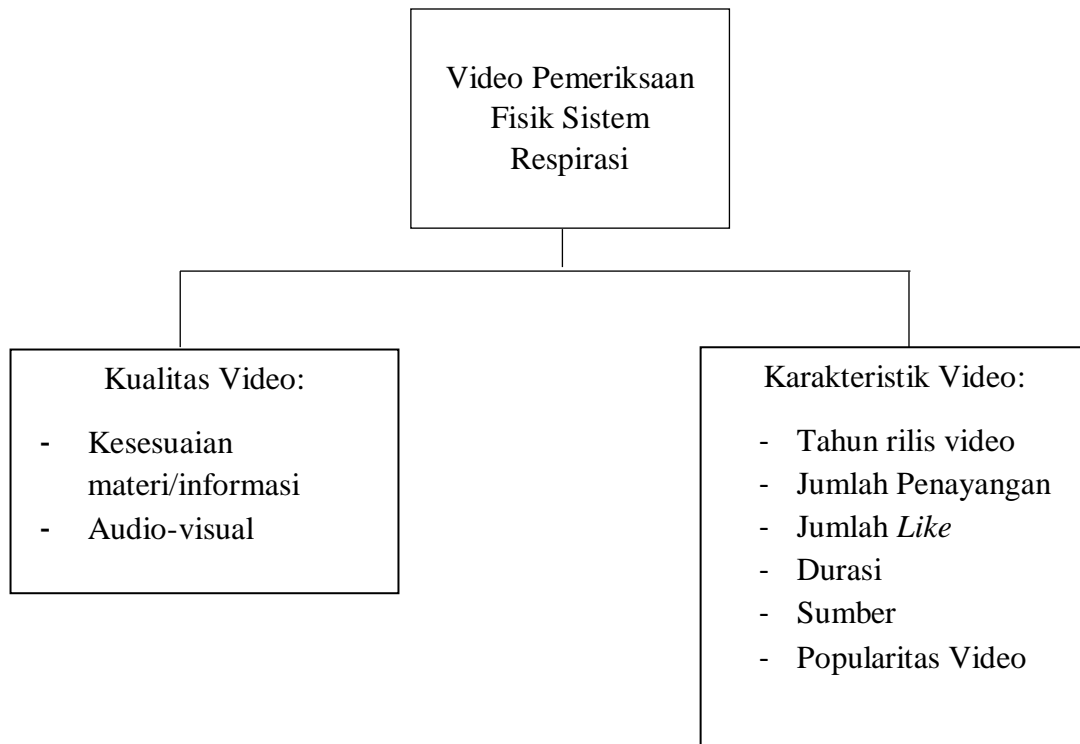 Video Pemeriksaan
Fisik Sistem
Respirasi
Kualitas Video:
- Kesesuaian
materi/informasi
- Audio-visual
Karakteristik Video:
- Tahun rilis video
- Jumlah Penayangan
- Jumlah Like
- Durasi
- Sumber
- Popularitas Video